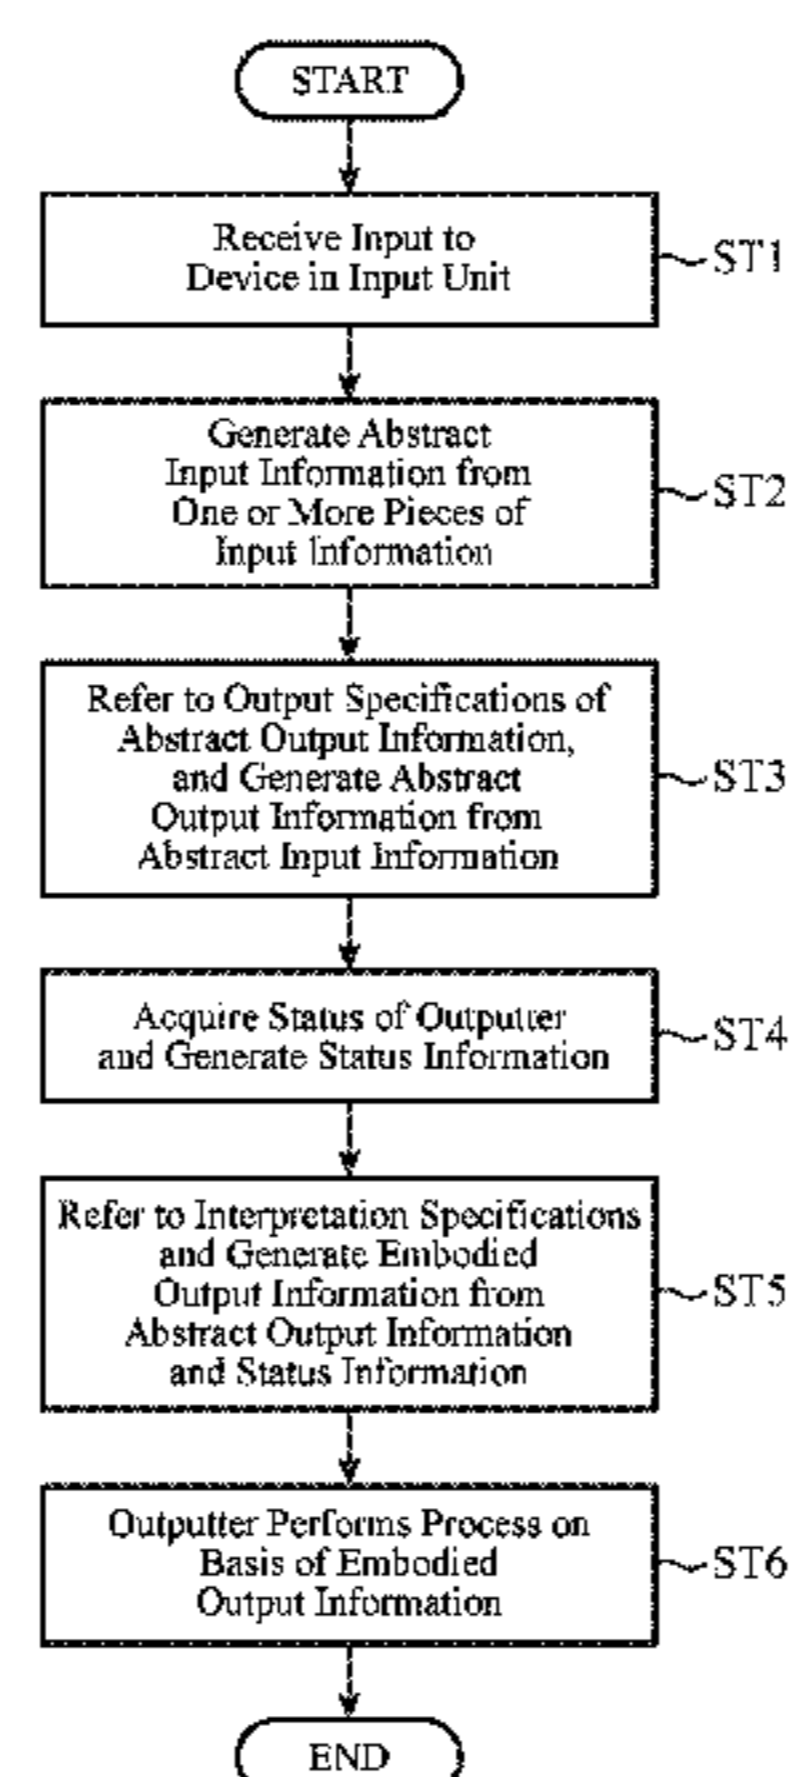 START
Receive Input to
Device in Input Unit
ST1
Generate Abstract
Input Information from
One or More Pieces of
Input Information
ST2
Refer to Output Specifications of
Abstract Output Information,
and Generate Abstract
Output Information from
Abstract Input Information
ST3
Acquire Status of Outputter
and Generate Status Information
ST4
Refer to Interpretation Specifications
and Generate Embodied
Output Information from
Abstract Output Information
and Status Information
ST5
Outputter Performs Process on
Basis of Embodied
Output Information
ST6
END